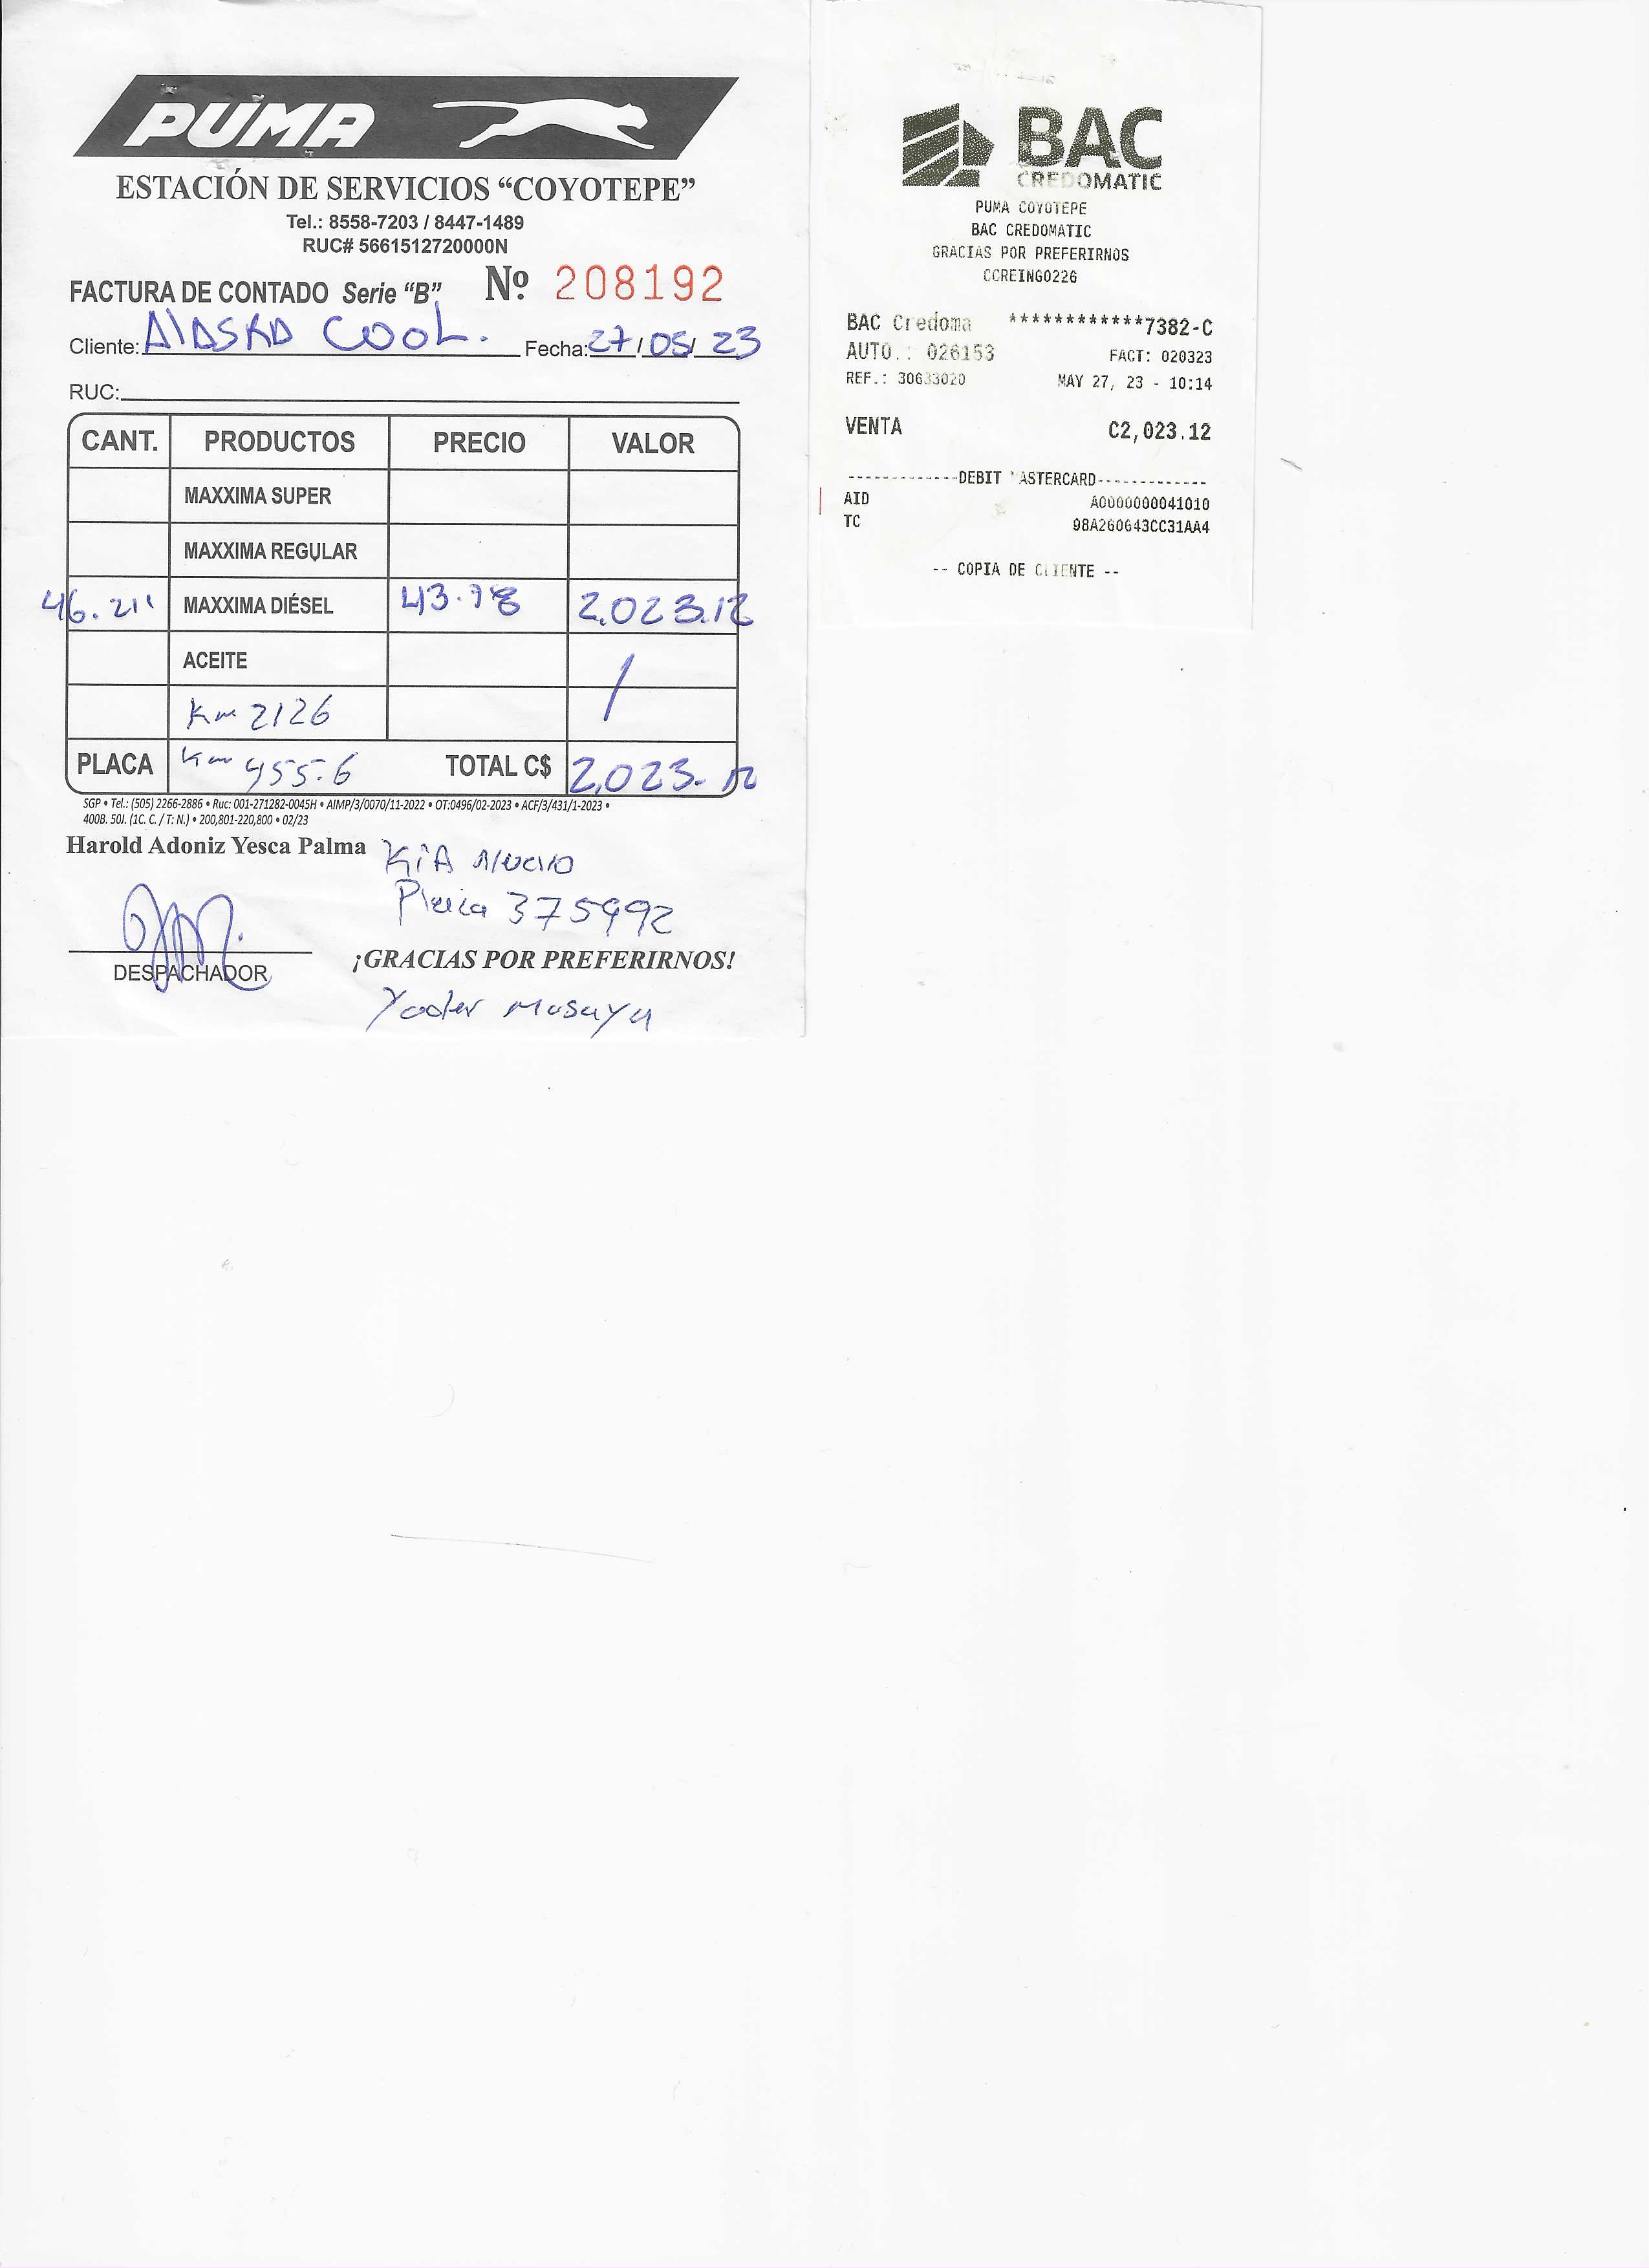 PUMA
ESTACIÓN DE SERVICIOS “COYOTEPE”
Tel.: 8558-7203 / 8447-1489
RUC# 5661512720000N
FACTURA DE CONTADO Serie “B” Nº 208192
Cliente: Alaska Cool. Fecha: 27/05/23
RUC:
CANT. PRODUCTOS PRECIO VALOR
MAXXIMA SUPER
MAXXIMA REGULAR
46.211 MAXXIMA DIÉSEL 43.78 2,023.12
ACEITE
Km 2126
PLACA Km 455.6 TOTAL C$ 2,023.12
SGP • Tel.: (505) 2266-2886 • Ruc: 001-271282-0045H • AIMP/3/0070/11-2022 • OT:0496/02-2023 • ACF/3/431/1-2023 •
400B. 50J. (1C. C. / T: N.) • 200,801-220,800 • 02/23
Harold Adoniz Yesca Palma
KiA Nuevo
Placa 375992
DESPACHADOR
¡GRACIAS POR PREFERIRNOS!
Yader Masaya
BAC
CREDOMATIC
PUMA COYOTEPE
BAC CREDOMATIC
GRACIAS POR PREFERIRNOS
CCREING0226
BAC Credoma ************7382-C
AUTO.: 026153 FACT: 020323
REF.: 30633020 MAY 27, 23 - 10:14
VENTA C2,023.12
------------DEBIT ASTERCARD-------------
AID A0000000041010
TC 98A260643CC31AA4
-- COPIA DE CLIENTE --